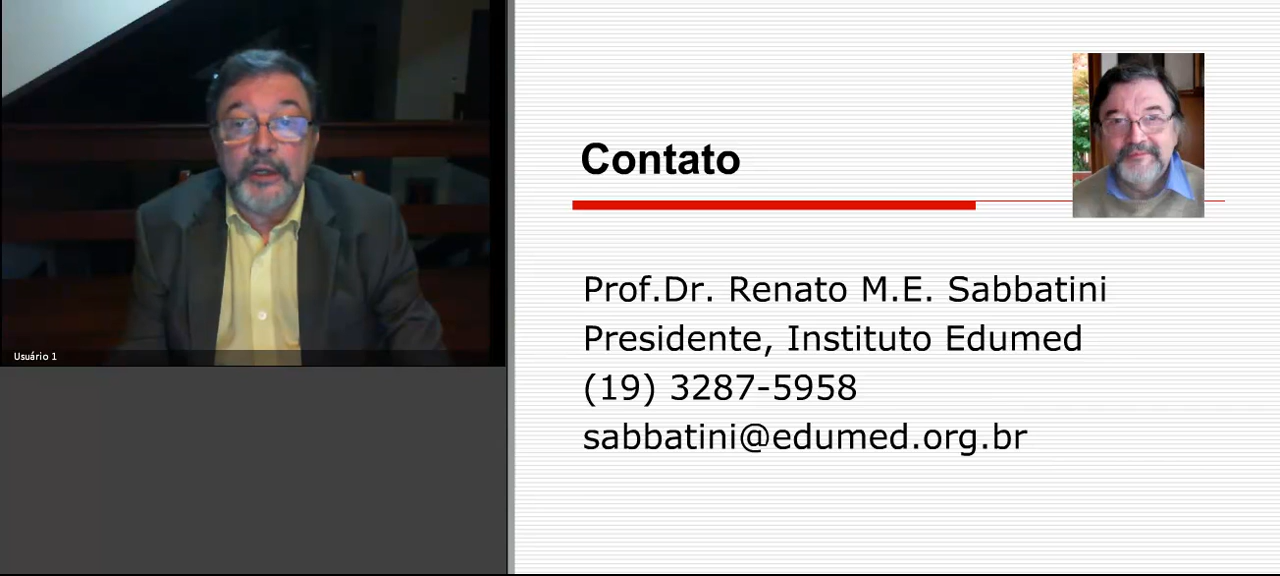 Usuário 1
Contato
Prof.Dr. Renato M.E. Sabbatini
Presidente, Instituto Edumed
(19) 3287-5958
sabbatini@edumed.org.br